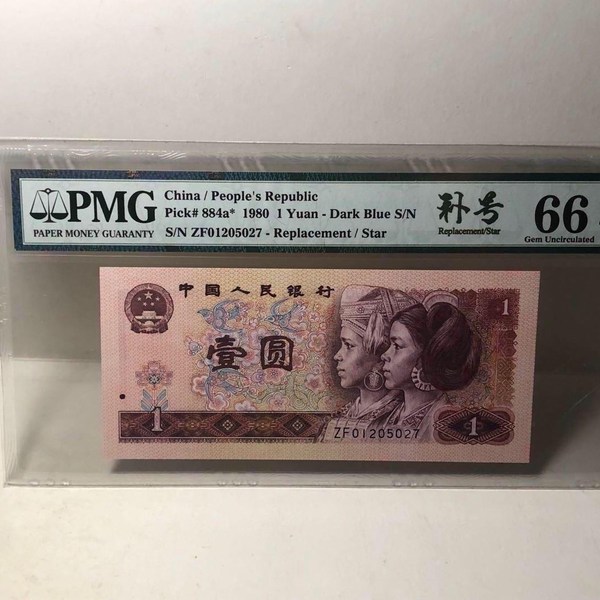 PMG
PAPER MONEY GUARANTY
China / People's Republic
Pick# 884a* 1980 1 Yuan - Dark Blue S/N
S/N ZF01205027 - Replacement / Star
补号
Replacement/Star
66
Gem Uncirculated
中国人民银行
1
壹圆
1
ZF01205027
1